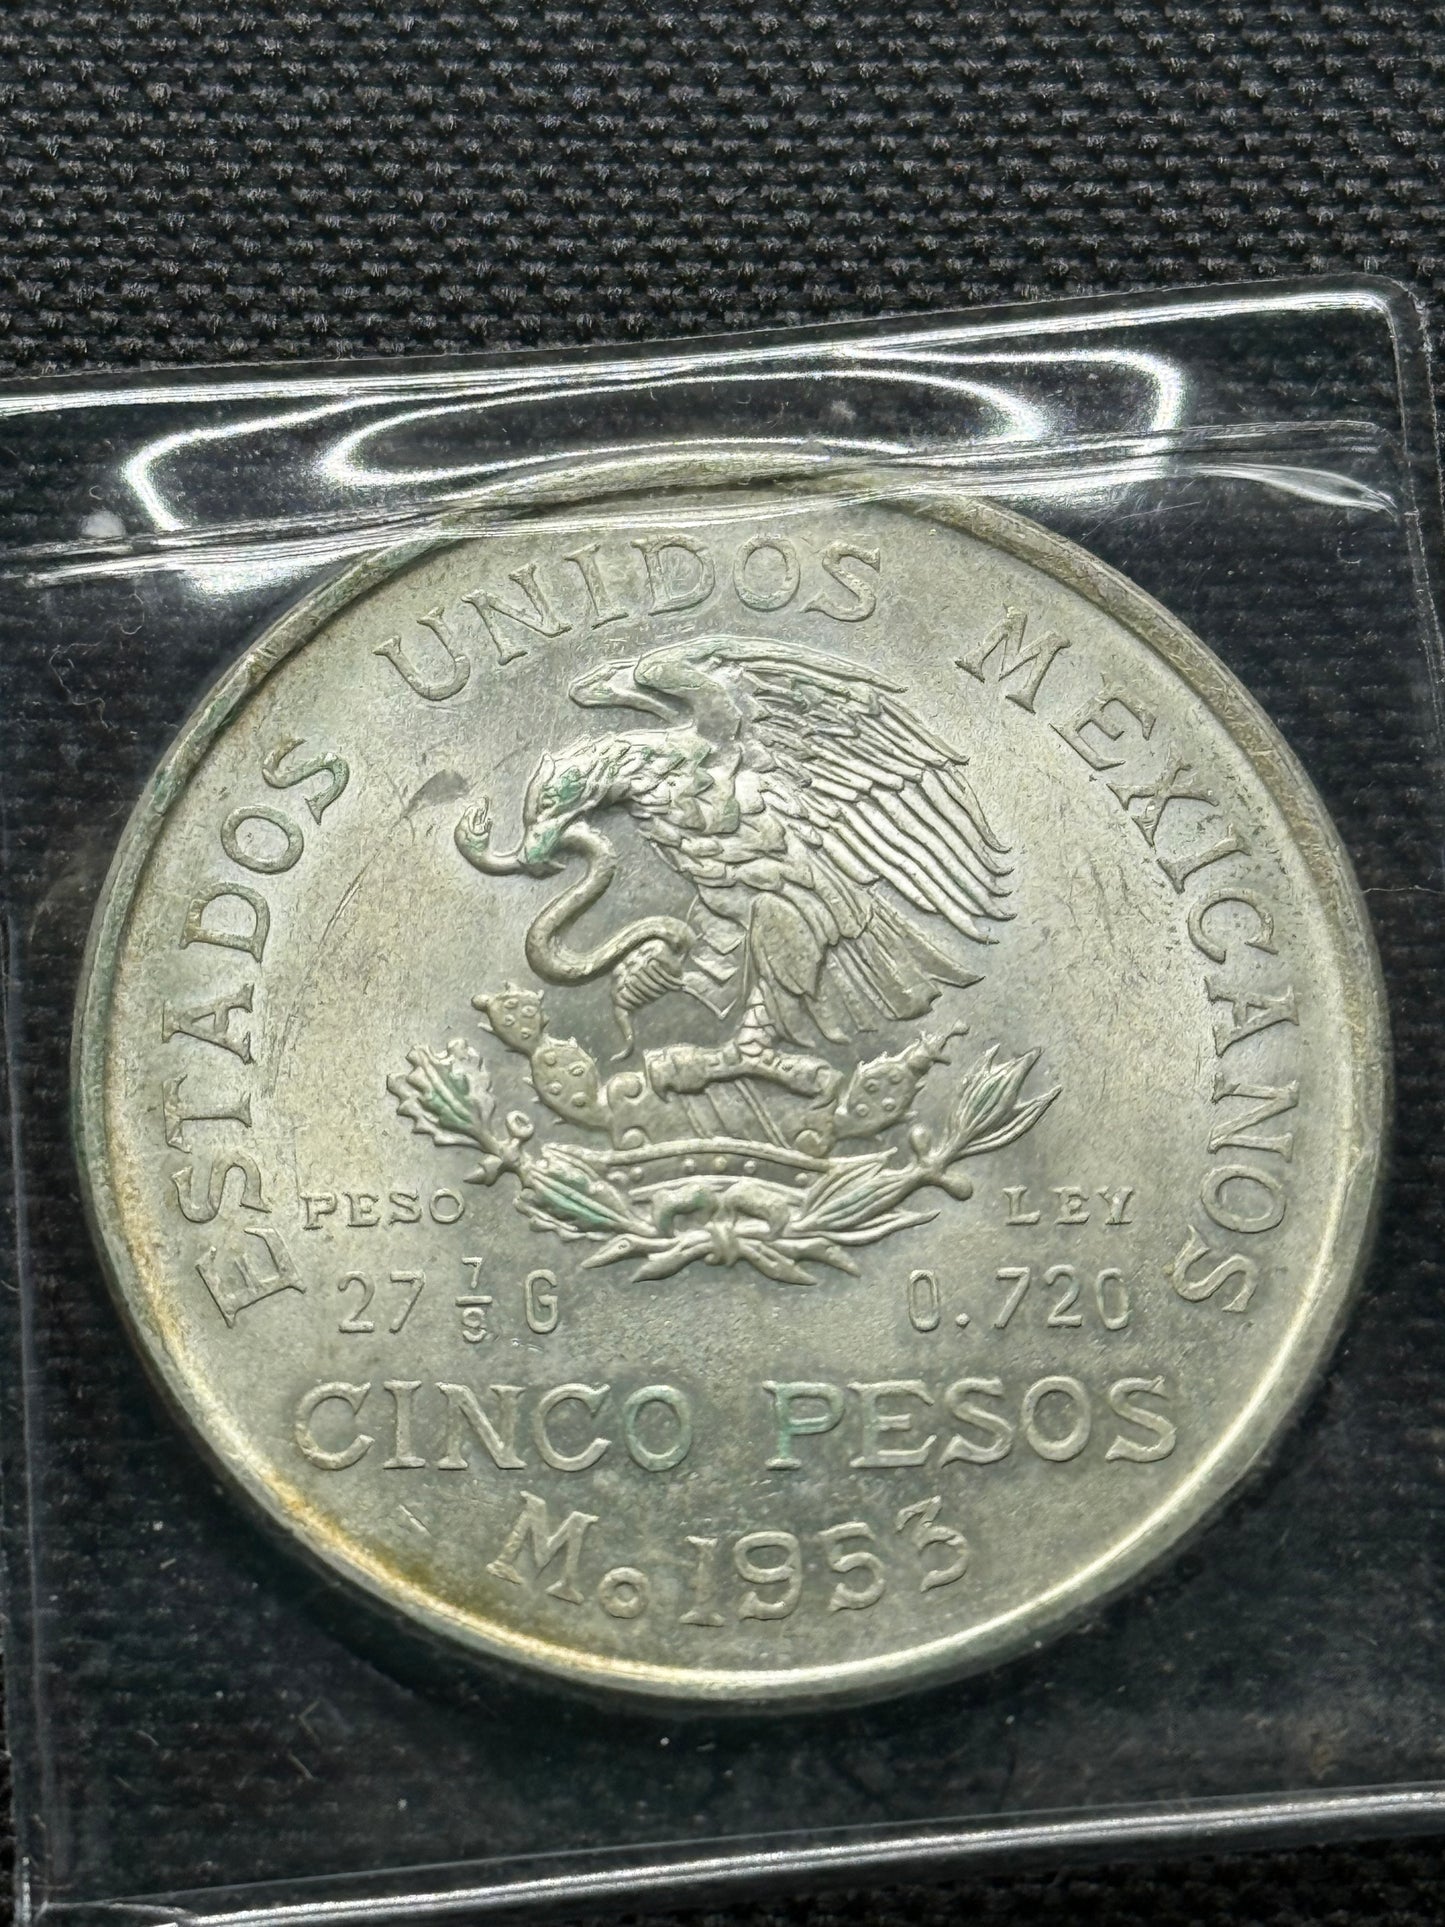 ESTADOS UNIDOS MEXICANOS
PESO
27 7/9 G
LEY
0.720
CINCO PESOS
Mo 1953